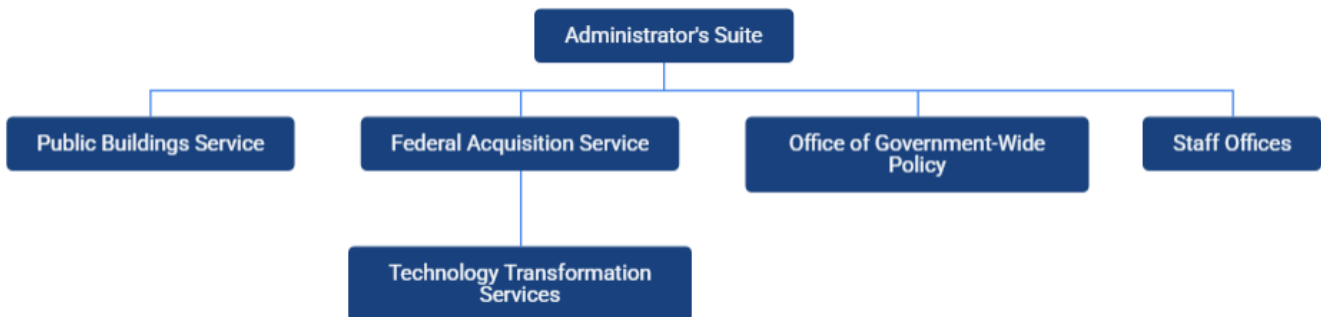 Administrator's Suite
Public Buildings Service
Federal Acquisition Service
Office of Government-Wide
Policy
Staff Offices
Technology Transformation
Services